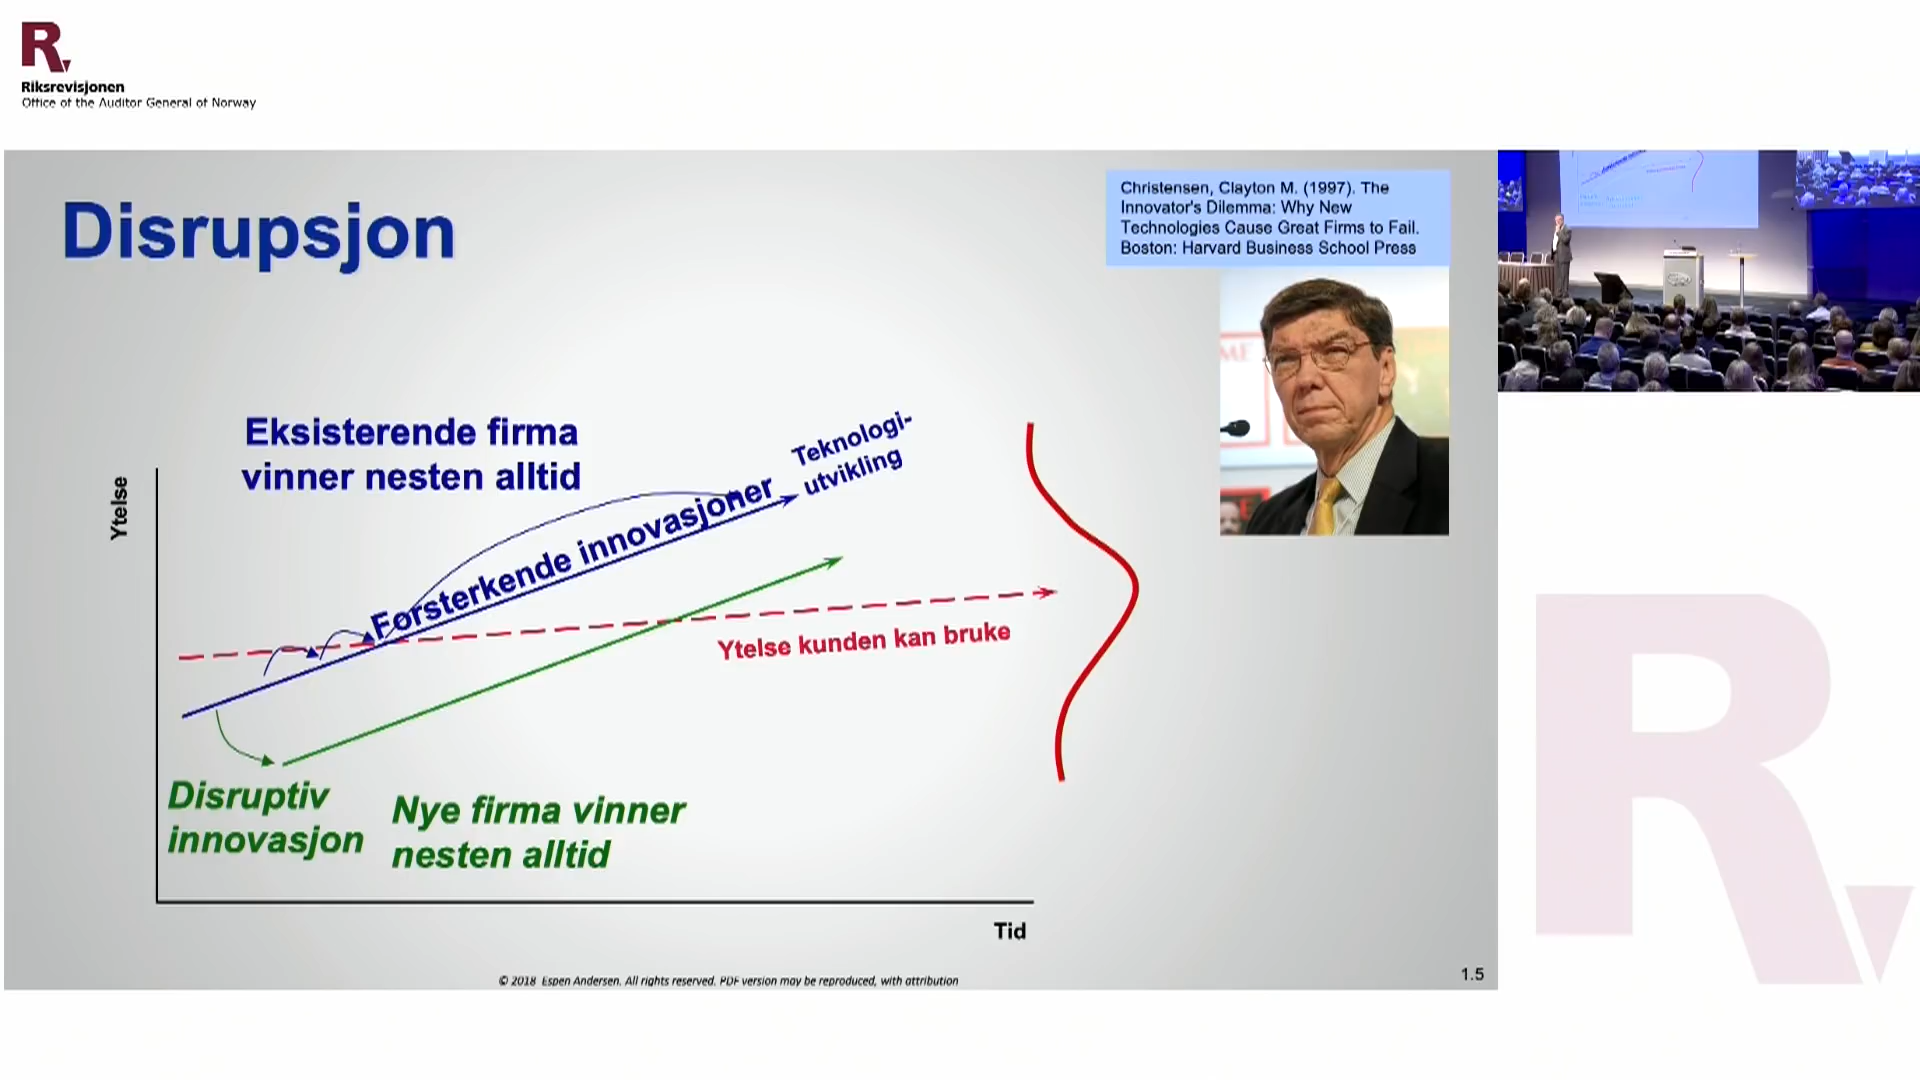 R
Riksrevisjonen
Office of the Auditor General of Norway
Disrupsjon
Christensen, Clayton M. (1997). The
Innovator's Dilemma: Why New
Technologies Cause Great Firms to Fail.
Boston: Harvard Business School Press
Eksisterende firma
vinner nesten alltid
Teknologi-
utvikling
Ytelse
Forsterkende innovasjoner
Ytelse kunden kan bruke
Disruptiv
innovasjon
Nye firma vinner
nesten alltid
Tid
© 2018 Espen Andersen. All rights reserved. PDF version may be reproduced, with attribution
1.5
R